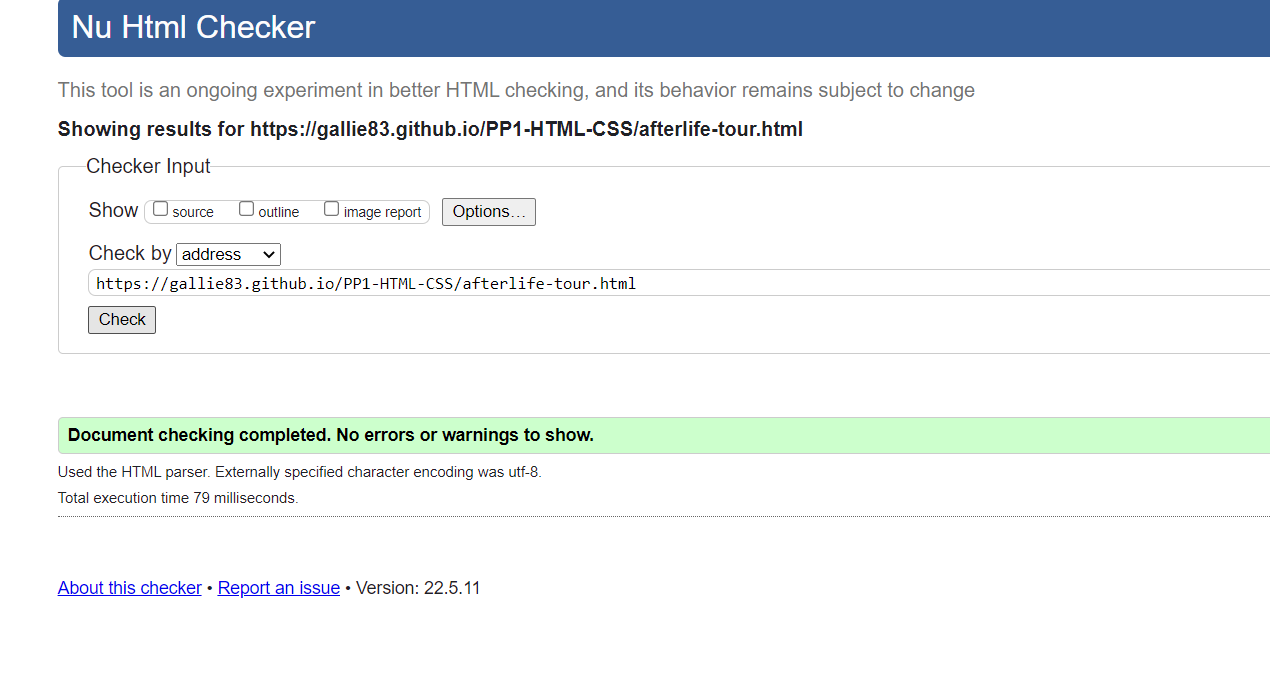 Nu Html Checker
This tool is an ongoing experiment in better HTML checking, and its behavior remains subject to change
Showing results for https://gallie83.github.io/PP1-HTML-CSS/afterlife-tour.html
Checker Input
Show source outline image report Options...
Check by address
https://gallie83.github.io/PP1-HTML-CSS/afterlife-tour.html
Check
Document checking completed. No errors or warnings to show.
Used the HTML parser. Externally specified character encoding was utf-8.
Total execution time 79 milliseconds.
About this checker • Report an issue • Version: 22.5.11